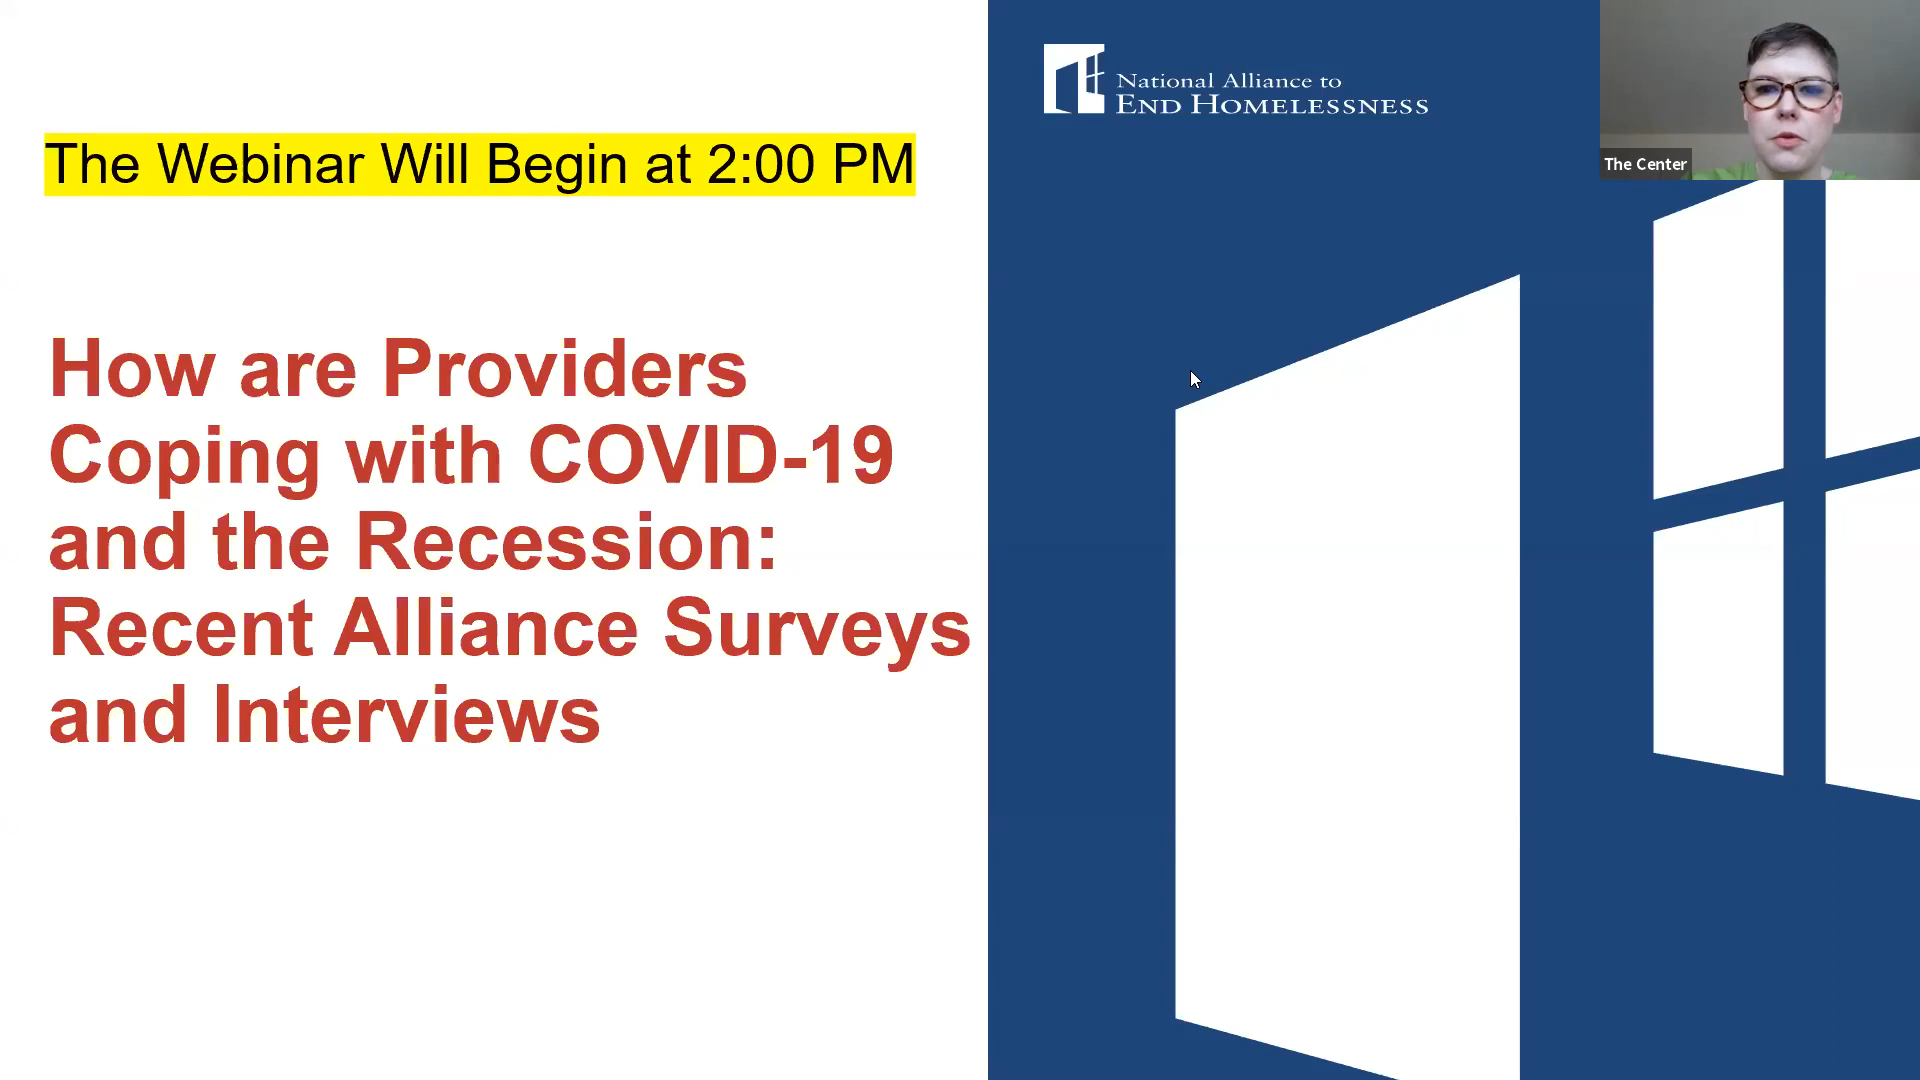 The Webinar Will Begin at 2:00 PM
How are Providers
Coping with COVID-19
and the Recession:
Recent Alliance Surveys
and Interviews
National Alliance to
END HOMELESSNESS
The Center